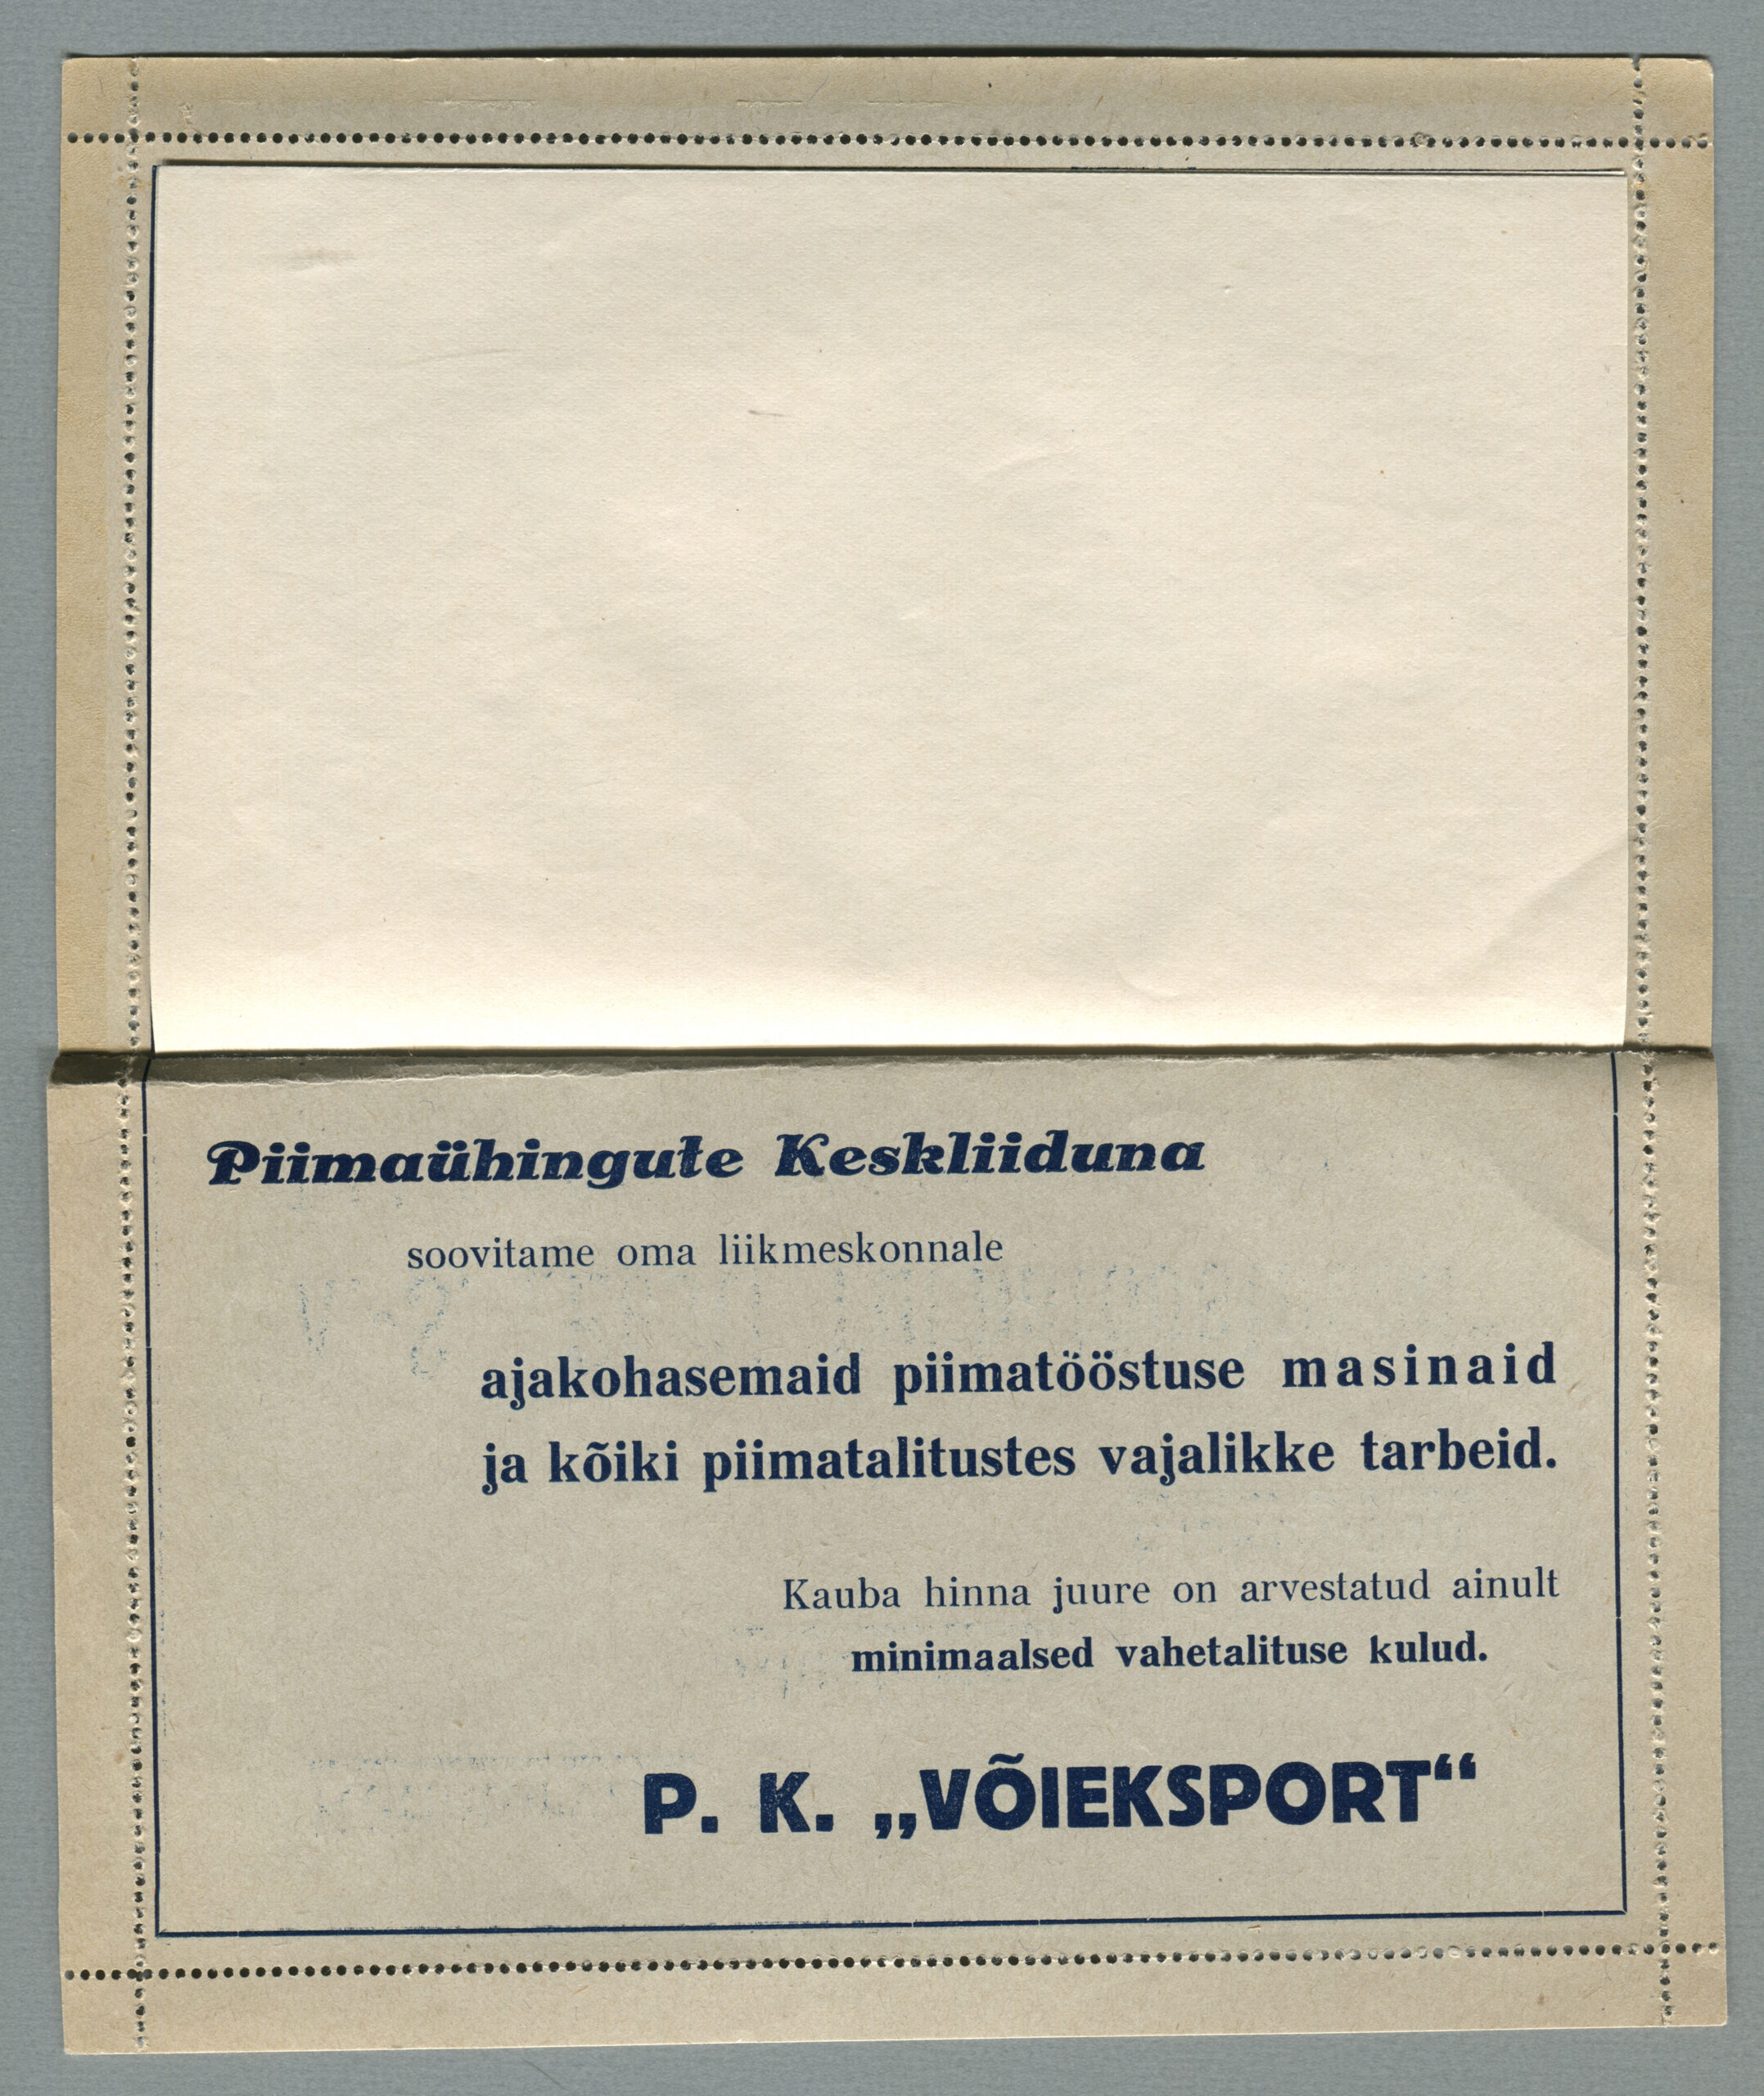 Piimaühingute Keskliiduna
soovitame oma liikmeskonnale
ajakohasemaid piimatööstuse masinaid
ja kõiki piimatalitustes vajalikke tarbeid.
Kauba hinna juure on arvestatud ainult
minimaalsed vahetalituse kulud.
P. K. „VÕIEKSPORT“